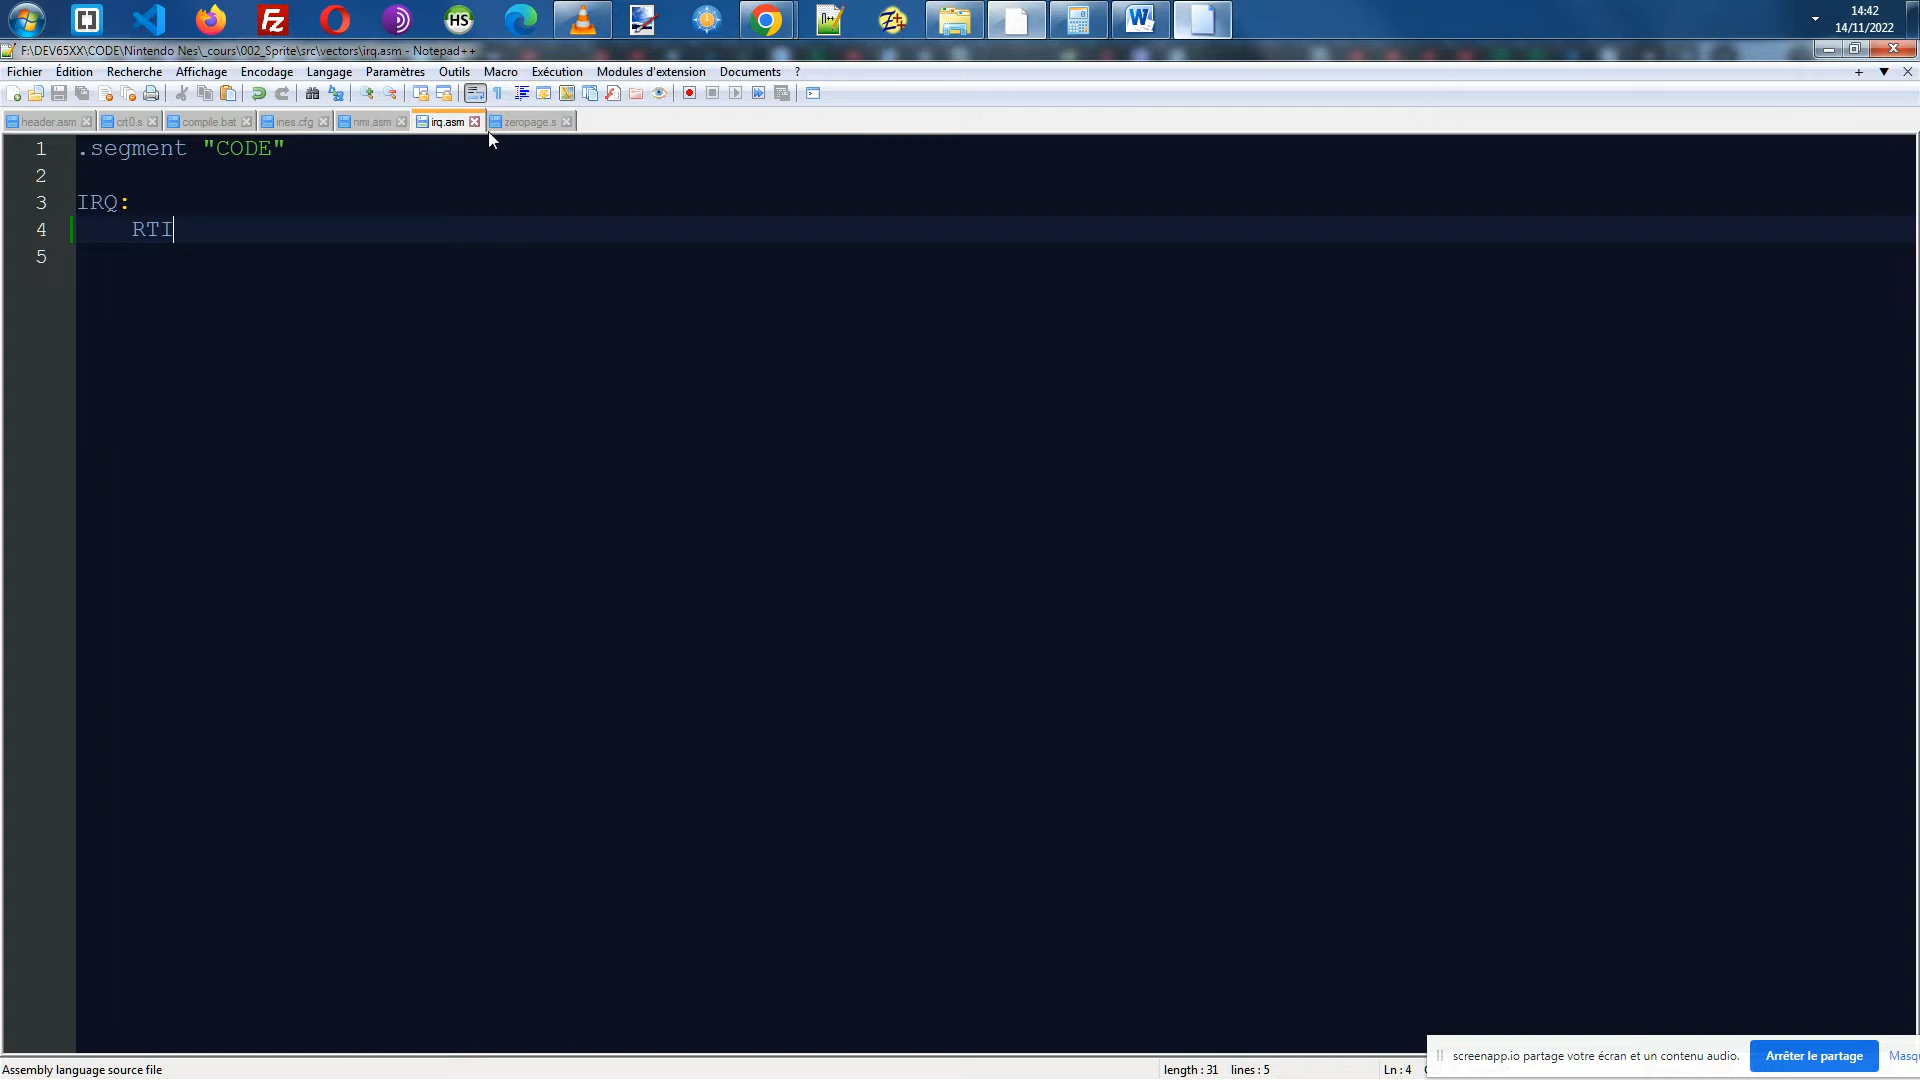 HS
N++
Z+
W
14:42
14/11/2022
F:\DEV65XX\CODE\Nintendo Nes\_cours\002_Sprite\src\vectors\irq.asm - Notepad++
Fichier Édition Recherche Affichage Encodage Langage Paramètres Outils Macro Exécution Modules d'extension Documents ?
header.asm crt0.s compile.bat ines.cfg nmi.asm irq.asm zeropage.s
1 .segment "CODE"
2
3 IRQ:
4 RTI
5
screenapp.io partage votre écran et un contenu audio. Arrêter le partage Masqu
Assembly language source file length : 31 lines : 5 Ln : 4